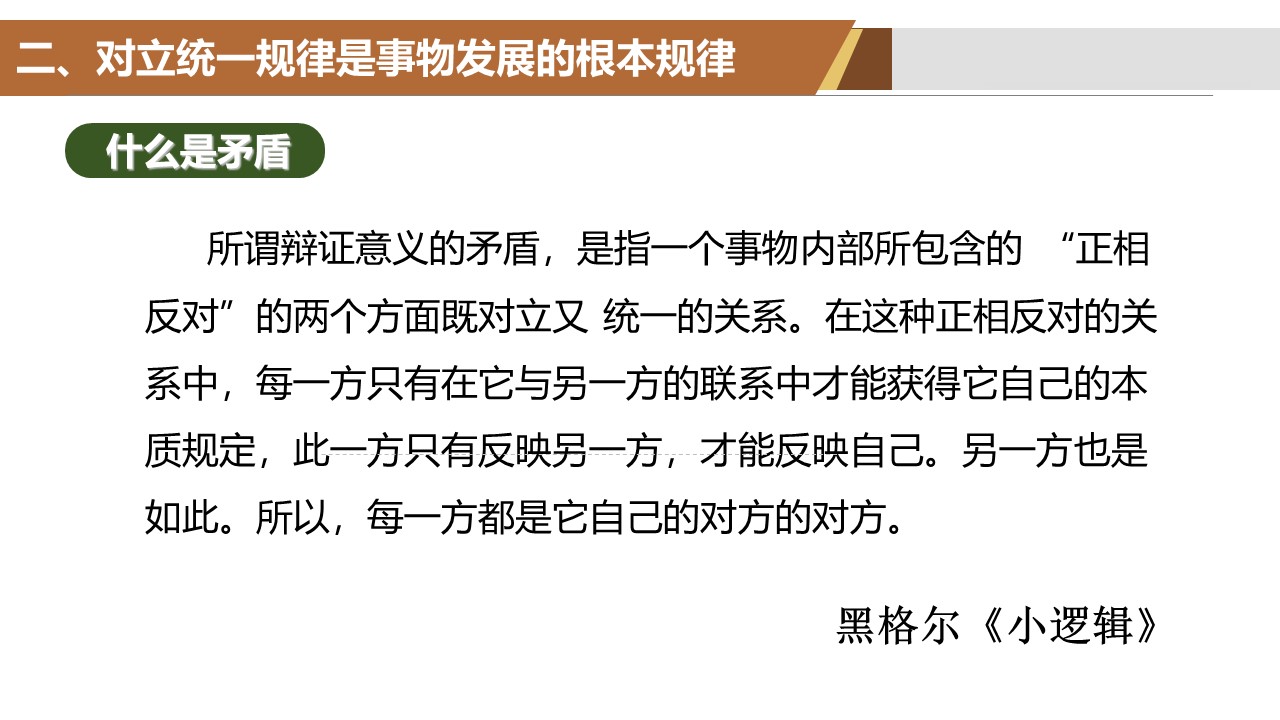 二、对立统一规律是事物发展的根本规律
什么是矛盾
所谓辩证意义的矛盾，是指一个事物内部所包含的 “正相
反对”的两个方面既对立又 统一的关系。在这种正相反对的关
系中，每一方只有在它与另一方的联系中才能获得它自己的本
质规定，此一方只有反映另一方，才能反映自己。另一方也是
如此。所以，每一方都是它自己的对方的对方。
黑格尔《小逻辑》